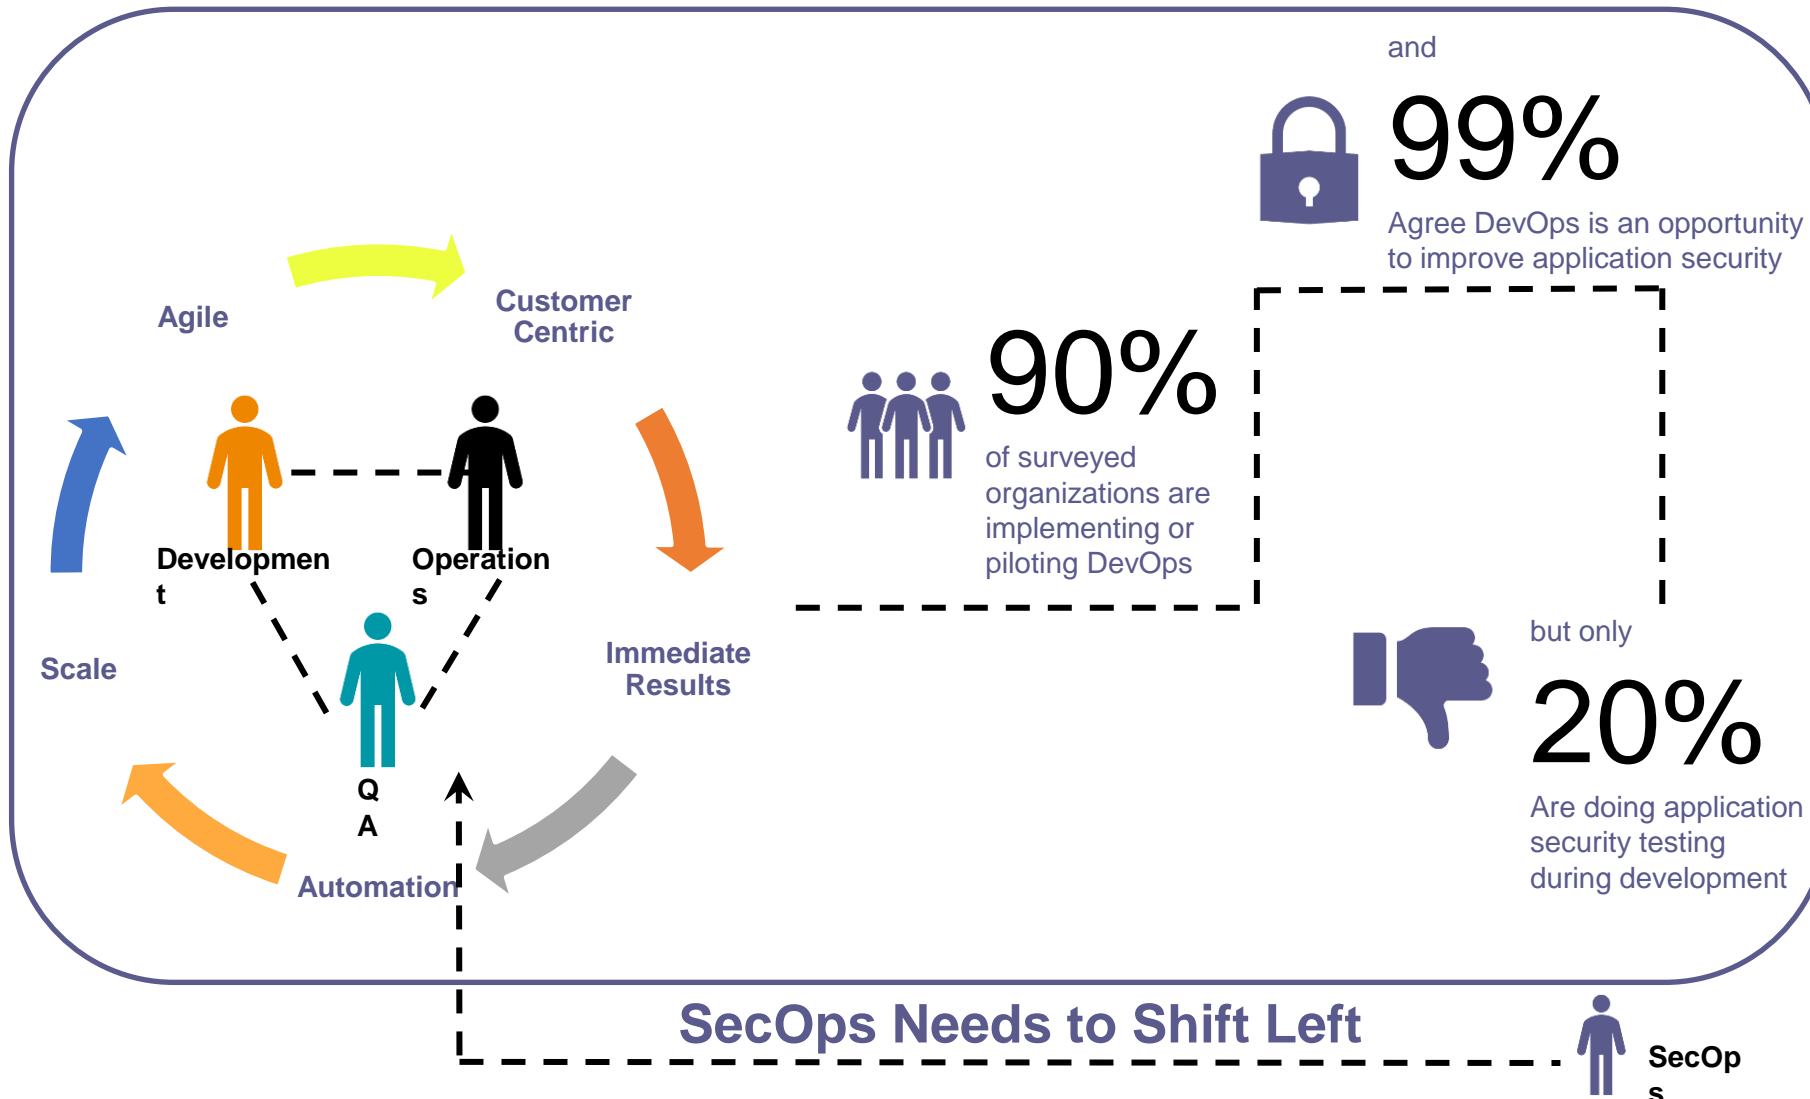 and
99%
Agree DevOps is an opportunity
to improve application security
Agile
Customer
Centric
90%
of surveyed
organizations are
implementing or
piloting DevOps
Developmen
t
Operation
s
Scale
Immediate
Results
but only
20%
Are doing application
security testing
during development
Q
A
Automation
SecOps Needs to Shift Left
SecOp
s